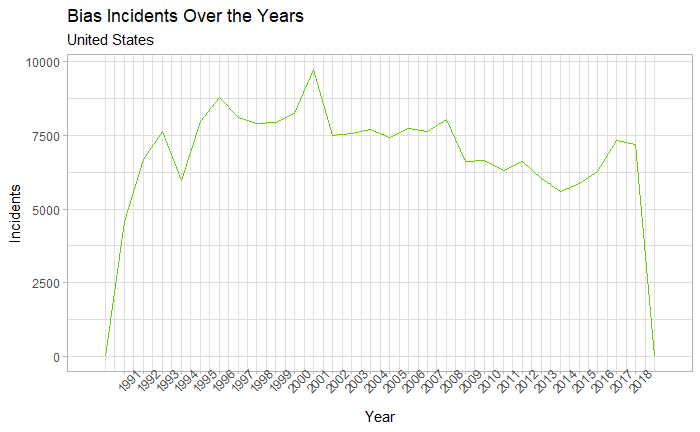 Bias Incidents Over the Years
United States
10000
7500
5000
2500
0
Incidents
1991 1992 1993 1994 1995 1996 1997 1998 1999 2000 2001 2002 2003 2004 2005 2006 2007 2008 2009 2010 2011 2012 2013 2014 2015 2016 2017 2018
Year